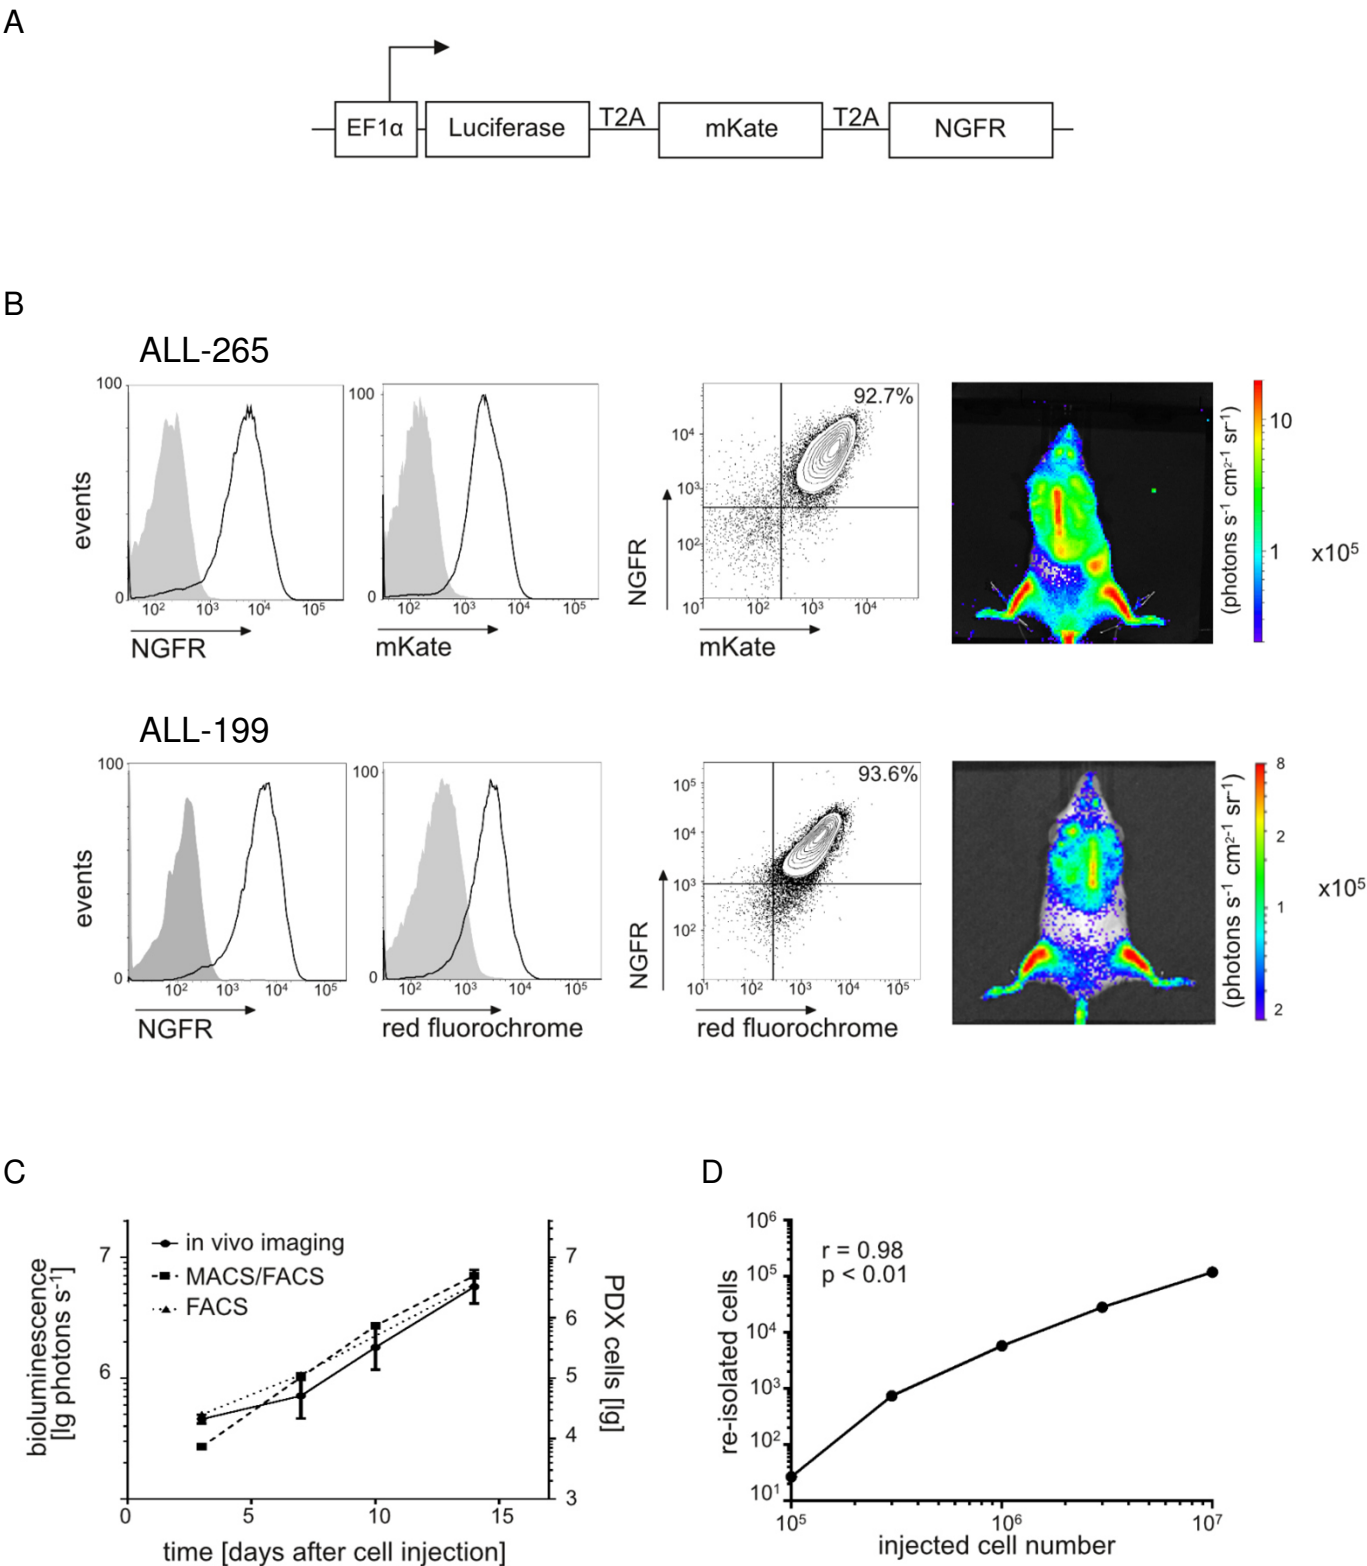 A
EF1α Luciferase T2A mKate T2A NGFR
B
ALL-265
100
events
0
10² 10³ 10⁴ 10⁵
NGFR
100
0
10² 10³ 10⁴ 10⁵
mKate
92.7%
10⁴
10³
10²
NGFR
10¹ 10² 10³ 10⁴
mKate
10
1
(photons s⁻¹ cm²⁻¹ sr⁻¹)
x10⁵
ALL-199
100
events
0
10² 10³ 10⁴ 10⁵
NGFR
100
0
10² 10³ 10⁴ 10⁵
red fluorochrome
93.6%
10⁵
10⁴
10³
10²
NGFR
10¹ 10² 10³ 10⁴ 10⁵
red fluorochrome
8
2
1
2
(photons s⁻¹ cm²⁻¹ sr⁻¹)
x10⁵
C
bioluminescence
[lg photons s⁻¹]
7
6
in vivo imaging
MACS/FACS
FACS
7
6
5
4
3
PDX cells [lg]
0 5 10 15
time [days after cell injection]
D
re-isolated cells
10⁶
10⁵
10⁴
10³
10²
10¹
r = 0.98
p < 0.01
10⁵ 10⁶ 10⁷
injected cell number